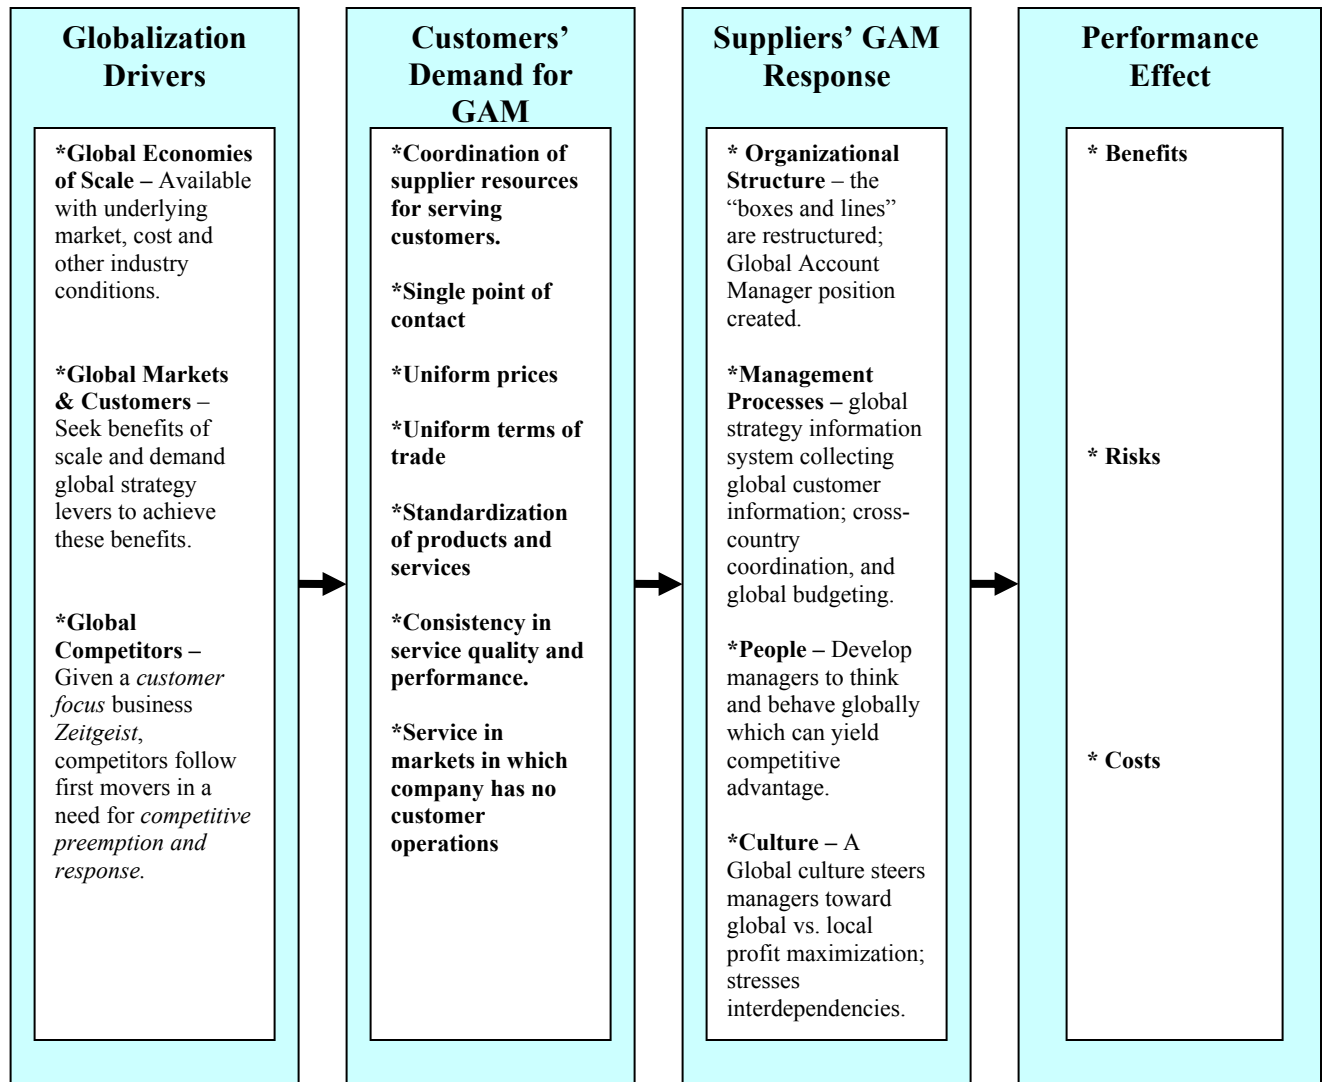 Globalization
Drivers
*Global Economies
of Scale – Available
with underlying
market, cost and
other industry
conditions.
*Global Markets
& Customers –
Seek benefits of
scale and demand
global strategy
levers to achieve
these benefits.
*Global
Competitors –
Given a customer
focus business
Zeitgeist,
competitors follow
first movers in a
need for competitive
preemption and
response.
Customers’
Demand for
GAM
*Coordination of
supplier resources
for serving
customers.
*Single point of
contact
*Uniform prices
*Uniform terms of
trade
*Standardization
of products and
services
*Consistency in
service quality and
performance.
*Service in
markets in which
company has no
customer
operations
Suppliers’ GAM
Response
* Organizational
Structure – the
“boxes and lines”
are restructured;
Global Account
Manager position
created.
*Management
Processes – global
strategy information
system collecting
global customer
information; cross-
country
coordination, and
global budgeting.
*People – Develop
managers to think
and behave globally
which can yield
competitive
advantage.
*Culture – A
Global culture steers
managers toward
global vs. local
profit maximization;
stresses
interdependencies.
Performance
Effect
* Benefits
* Risks
* Costs